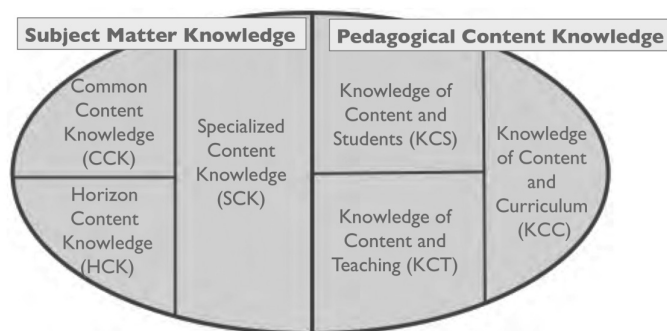 Subject Matter Knowledge
Pedagogical Content Knowledge
Common
Content
Knowledge
(CCK)
Horizon
Content
Knowledge
(HCK)
Specialized
Content
Knowledge
(SCK)
Knowledge of
Content and
Students (KCS)
Knowledge of
Content and
Teaching (KCT)
Knowledge
of Content
and
Curriculum
(KCC)